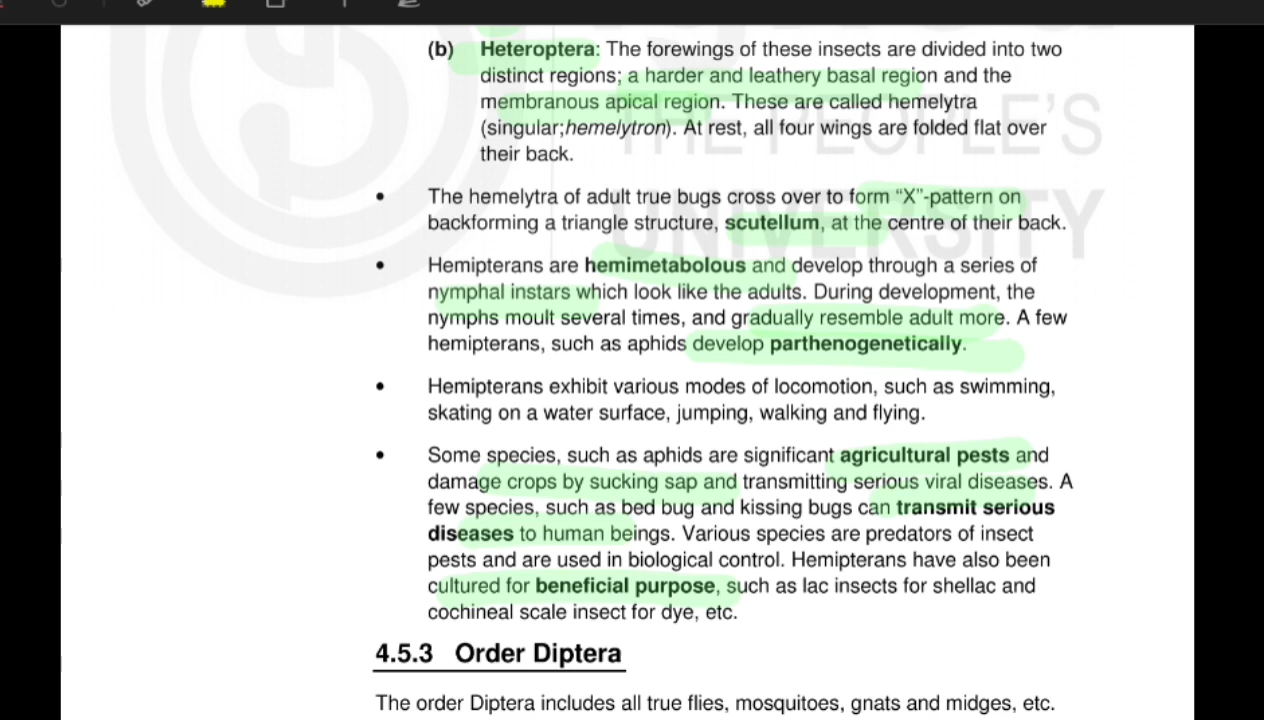 (b) Heteroptera: The forewings of these insects are divided into two
distinct regions; a harder and leathery basal region and the
membranous apical region. These are called hemelytra
(singular;hemelytron). At rest, all four wings are folded flat over
their back.
• The hemelytra of adult true bugs cross over to form “X”-pattern on
backforming a triangle structure, scutellum, at the centre of their back.
• Hemipterans are hemimetabolous and develop through a series of
nymphal instars which look like the adults. During development, the
nymphs moult several times, and gradually resemble adult more. A few
hemipterans, such as aphids develop parthenogenetically.
• Hemipterans exhibit various modes of locomotion, such as swimming,
skating on a water surface, jumping, walking and flying.
• Some species, such as aphids are significant agricultural pests and
damage crops by sucking sap and transmitting serious viral diseases. A
few species, such as bed bug and kissing bugs can transmit serious
diseases to human beings. Various species are predators of insect
pests and are used in biological control. Hemipterans have also been
cultured for beneficial purpose, such as lac insects for shellac and
cochineal scale insect for dye, etc.
4.5.3 Order Diptera
The order Diptera includes all true flies, mosquitoes, gnats and midges, etc.
THE PEOPLE’S
UNIVERSITY